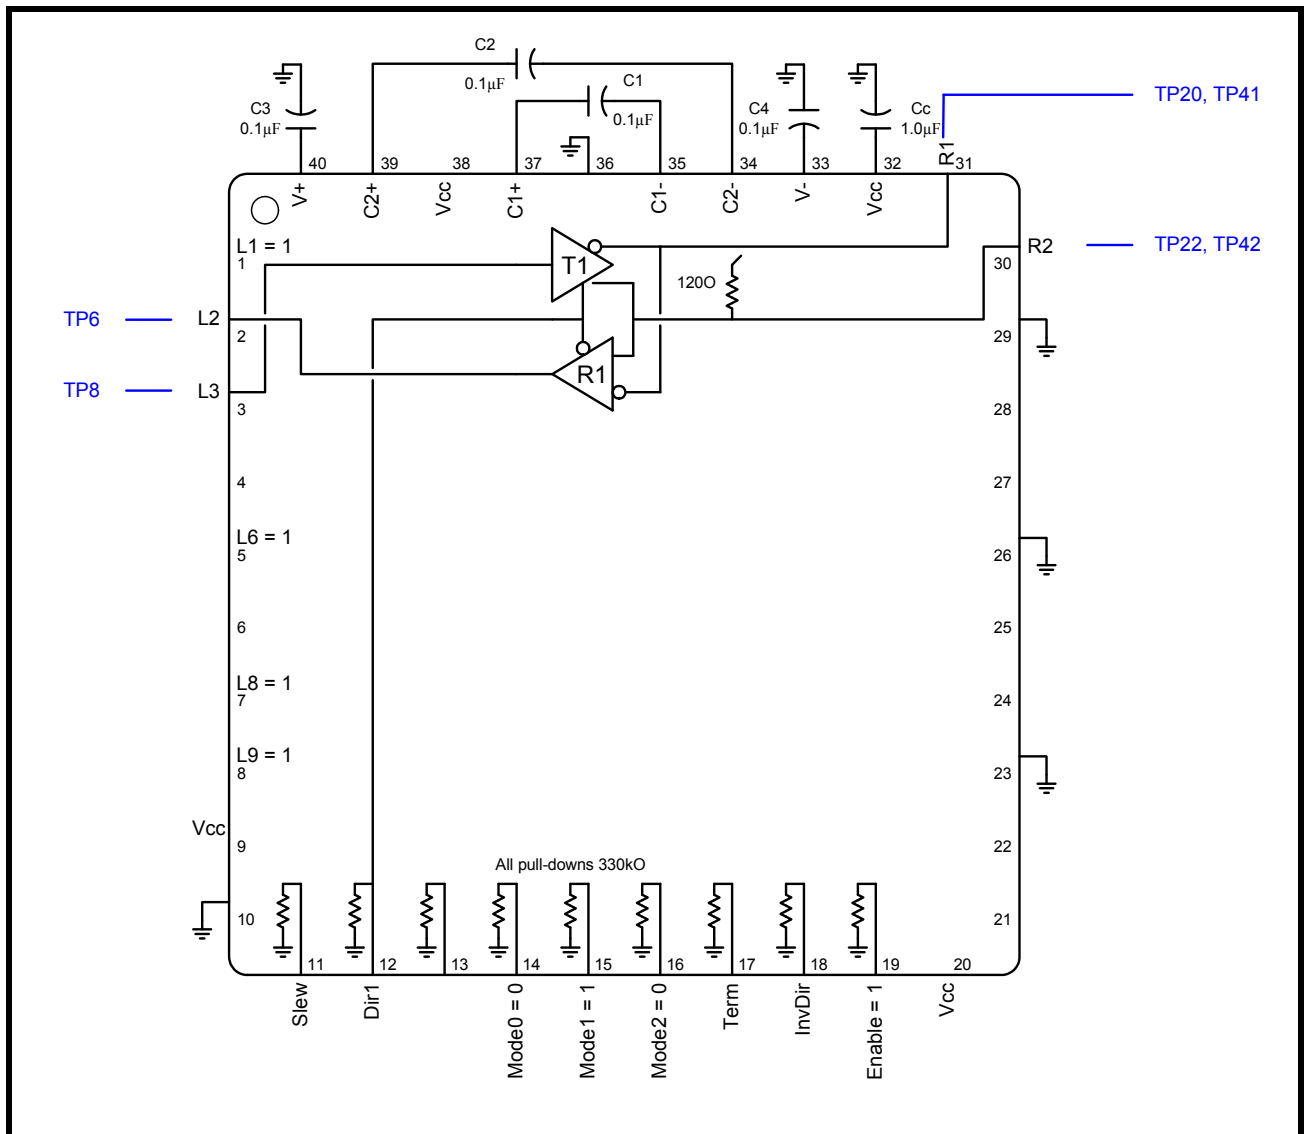 C2
0.1µF
C1
0.1µF
C3
0.1µF
C4
0.1µF
Cc
1.0µF
TP20, TP41
R1
40
39
38
37
36
35
34
33
32
31
V+
C2+
Vcc
C1+
C1-
C2-
V-
Vcc
L1 = 1
1
T1
120O
R2
30
TP22, TP42
TP6
L2
2
29
TP8
L3
3
R1
28
4
27
L6 = 1
5
26
6
25
L8 = 1
7
24
L9 = 1
8
23
Vcc
9
22
All pull-downs 330kO
10
21
11
12
13
14
15
16
17
18
19
20
Slew
Dir1
Mode0 = 0
Mode1 = 1
Mode2 = 0
Term
InvDir
Enable = 1
Vcc